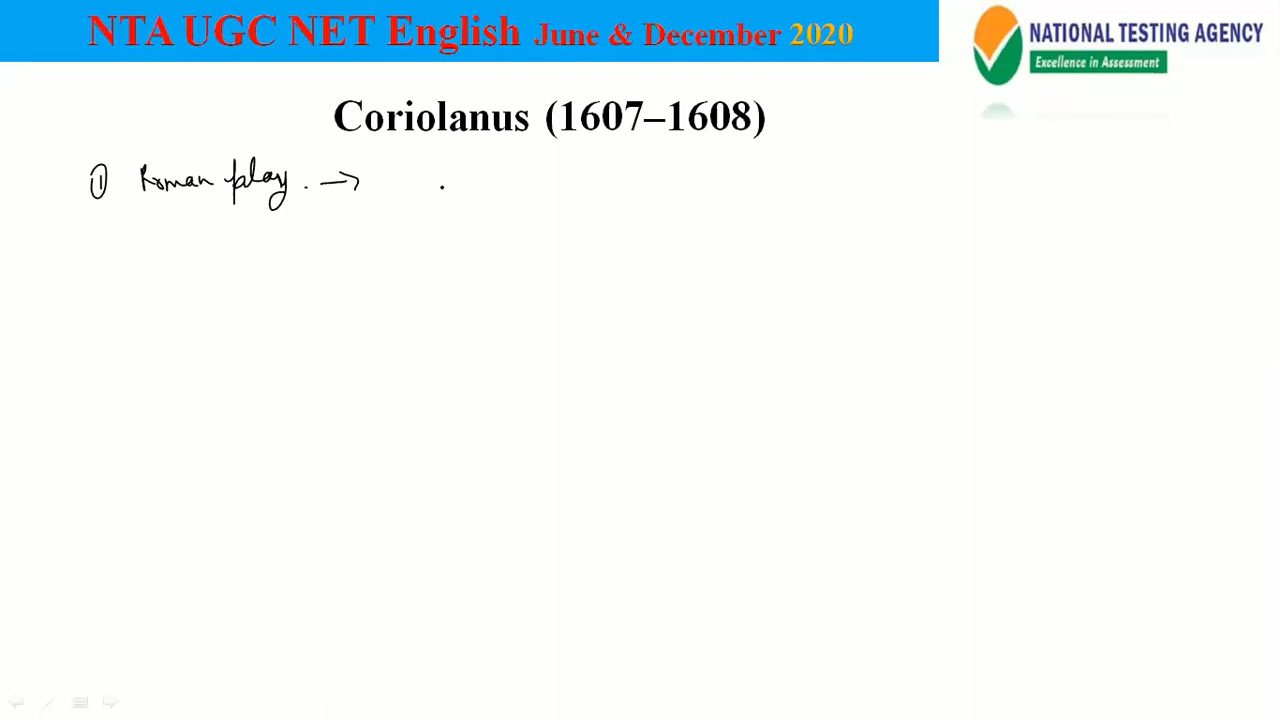 NTA UGC NET English June & December 2020
NATIONAL TESTING AGENCY
Excellence in Assessment
Coriolanus (1607–1608)
① Roman play. →